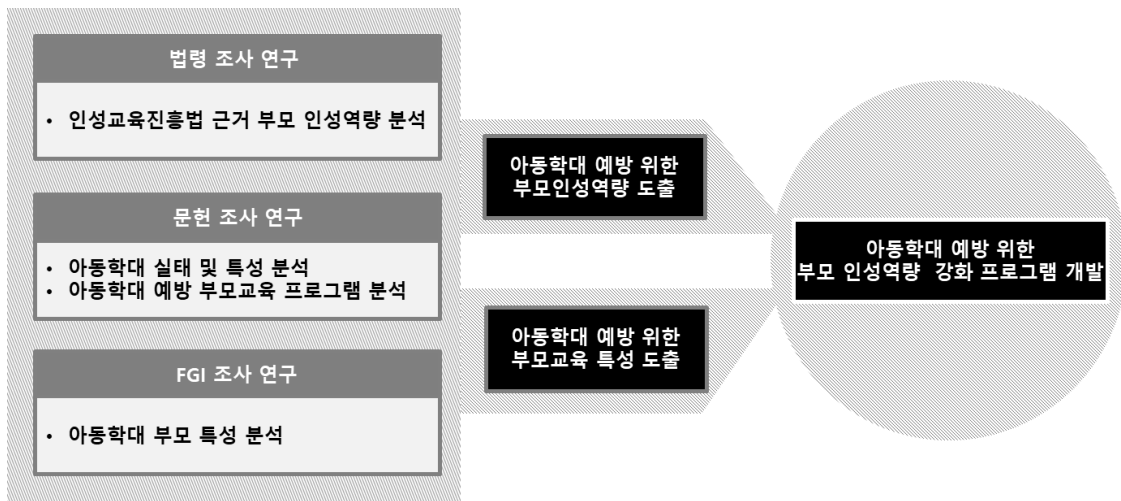 법령 조사 연구
• 인성교육진흥법 근거 부모 인성역량 분석
문헌 조사 연구
• 아동학대 실태 및 특성 분석
• 아동학대 예방 부모교육 프로그램 분석
FGI 조사 연구
• 아동학대 부모 특성 분석
아동학대 예방 위한
부모인성역량 도출
아동학대 예방 위한
부모교육 특성 도출
아동학대 예방 위한
부모 인성역량 강화 프로그램 개발